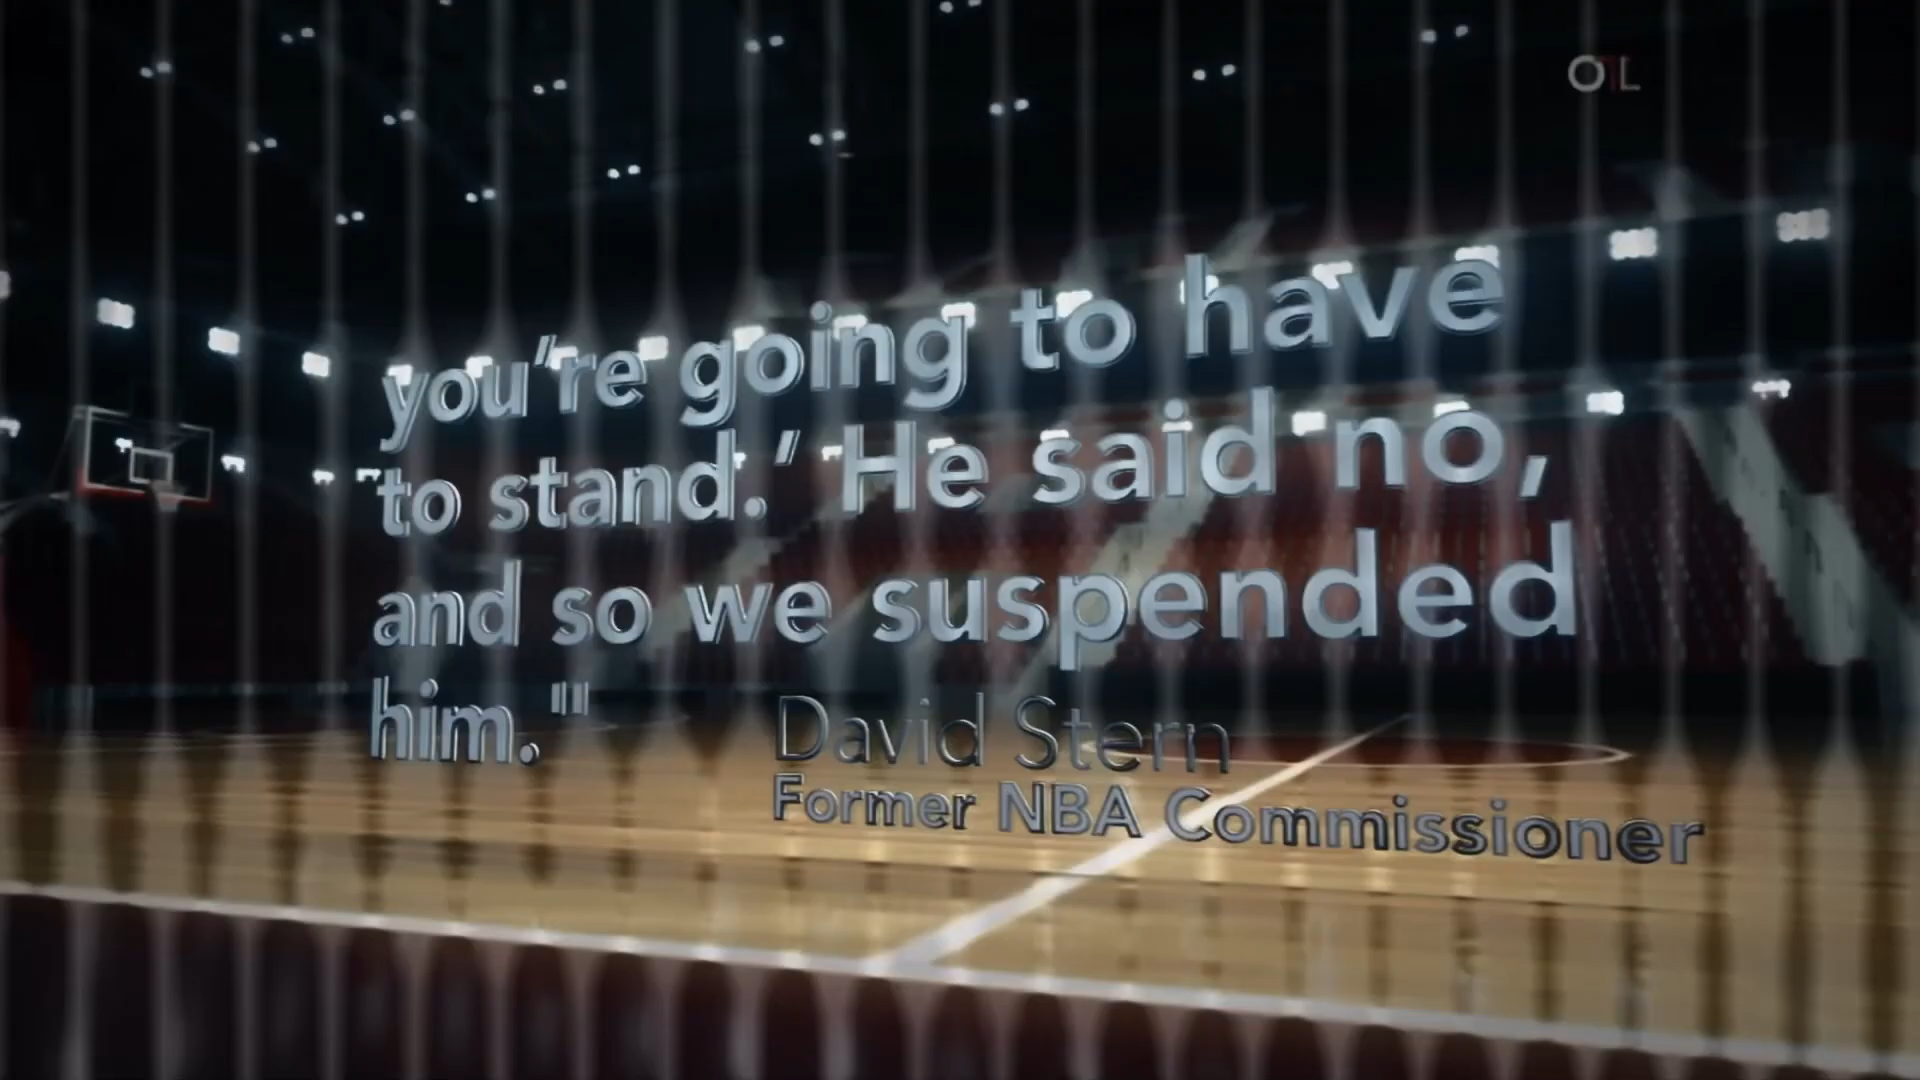 OTL
you're going to have
to stand.' He said no,
and so we suspended
him."
David Stern
Former NBA Commissioner